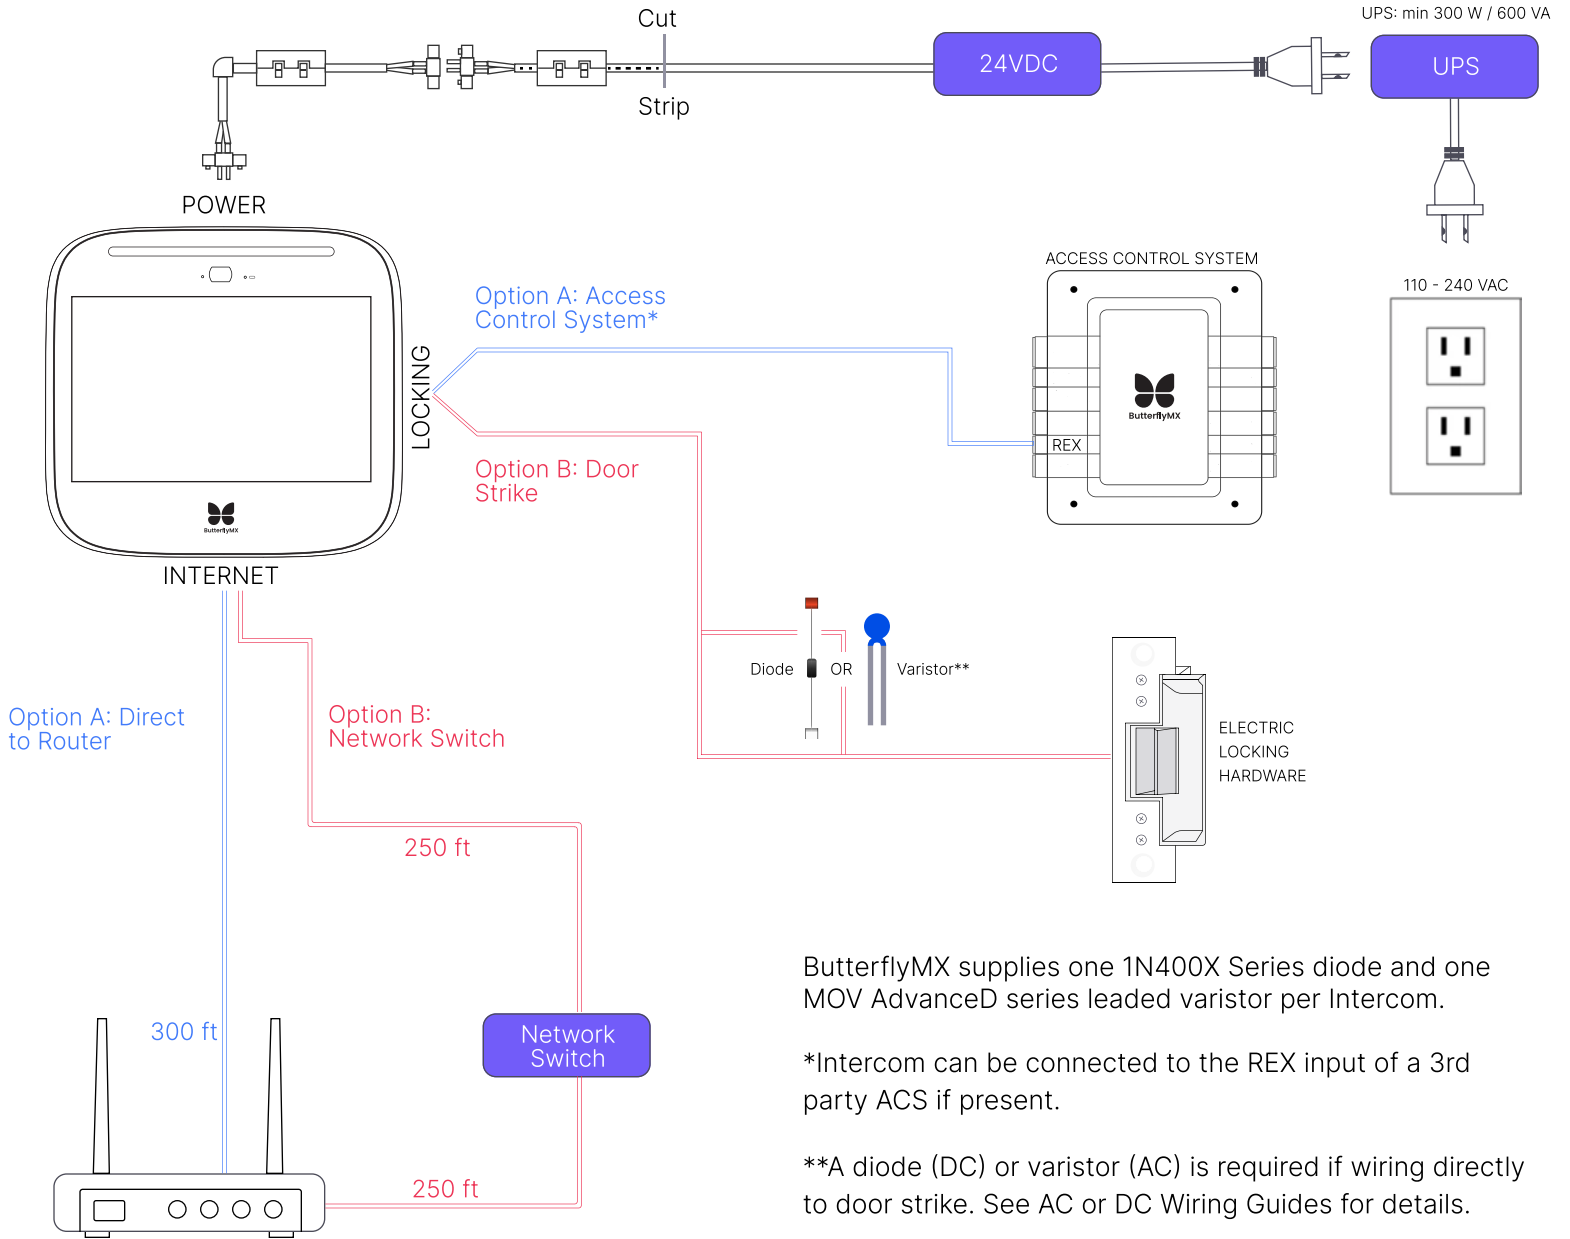 Cut
UPS: min 300 W / 600 VA
24VDC
UPS
Strip
POWER
ACCESS CONTROL SYSTEM
110 - 240 VAC
Option A: Access
Control System*
LOCKING
ButterflyMX
REX
Option B: Door
Strike
ButterflyMX
INTERNET
Diode
OR
Varistor**
Option A: Direct
to Router
Option B:
Network Switch
ELECTRIC
LOCKING
HARDWARE
250 ft
300 ft
Network
Switch
250 ft
ButterflyMX supplies one 1N400X Series diode and one
MOV AdvanceD series leaded varistor per Intercom.
*Intercom can be connected to the REX input of a 3rd
party ACS if present.
**A diode (DC) or varistor (AC) is required if wiring directly
to door strike. See AC or DC Wiring Guides for details.